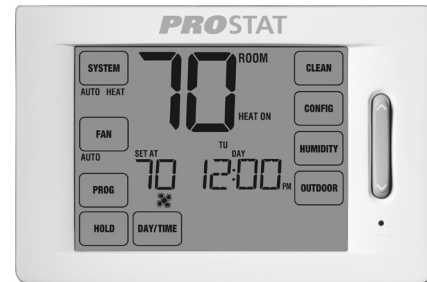 PROSTAT
SYSTEM
AUTO HEAT
FAN
AUTO
PROG
HOLD
DAY/TIME
70
ROOM
HEAT ON
SET AT
70
TU
DAY
12:00 PM
CLEAN
CONFIG
HUMIDITY
OUTDOOR